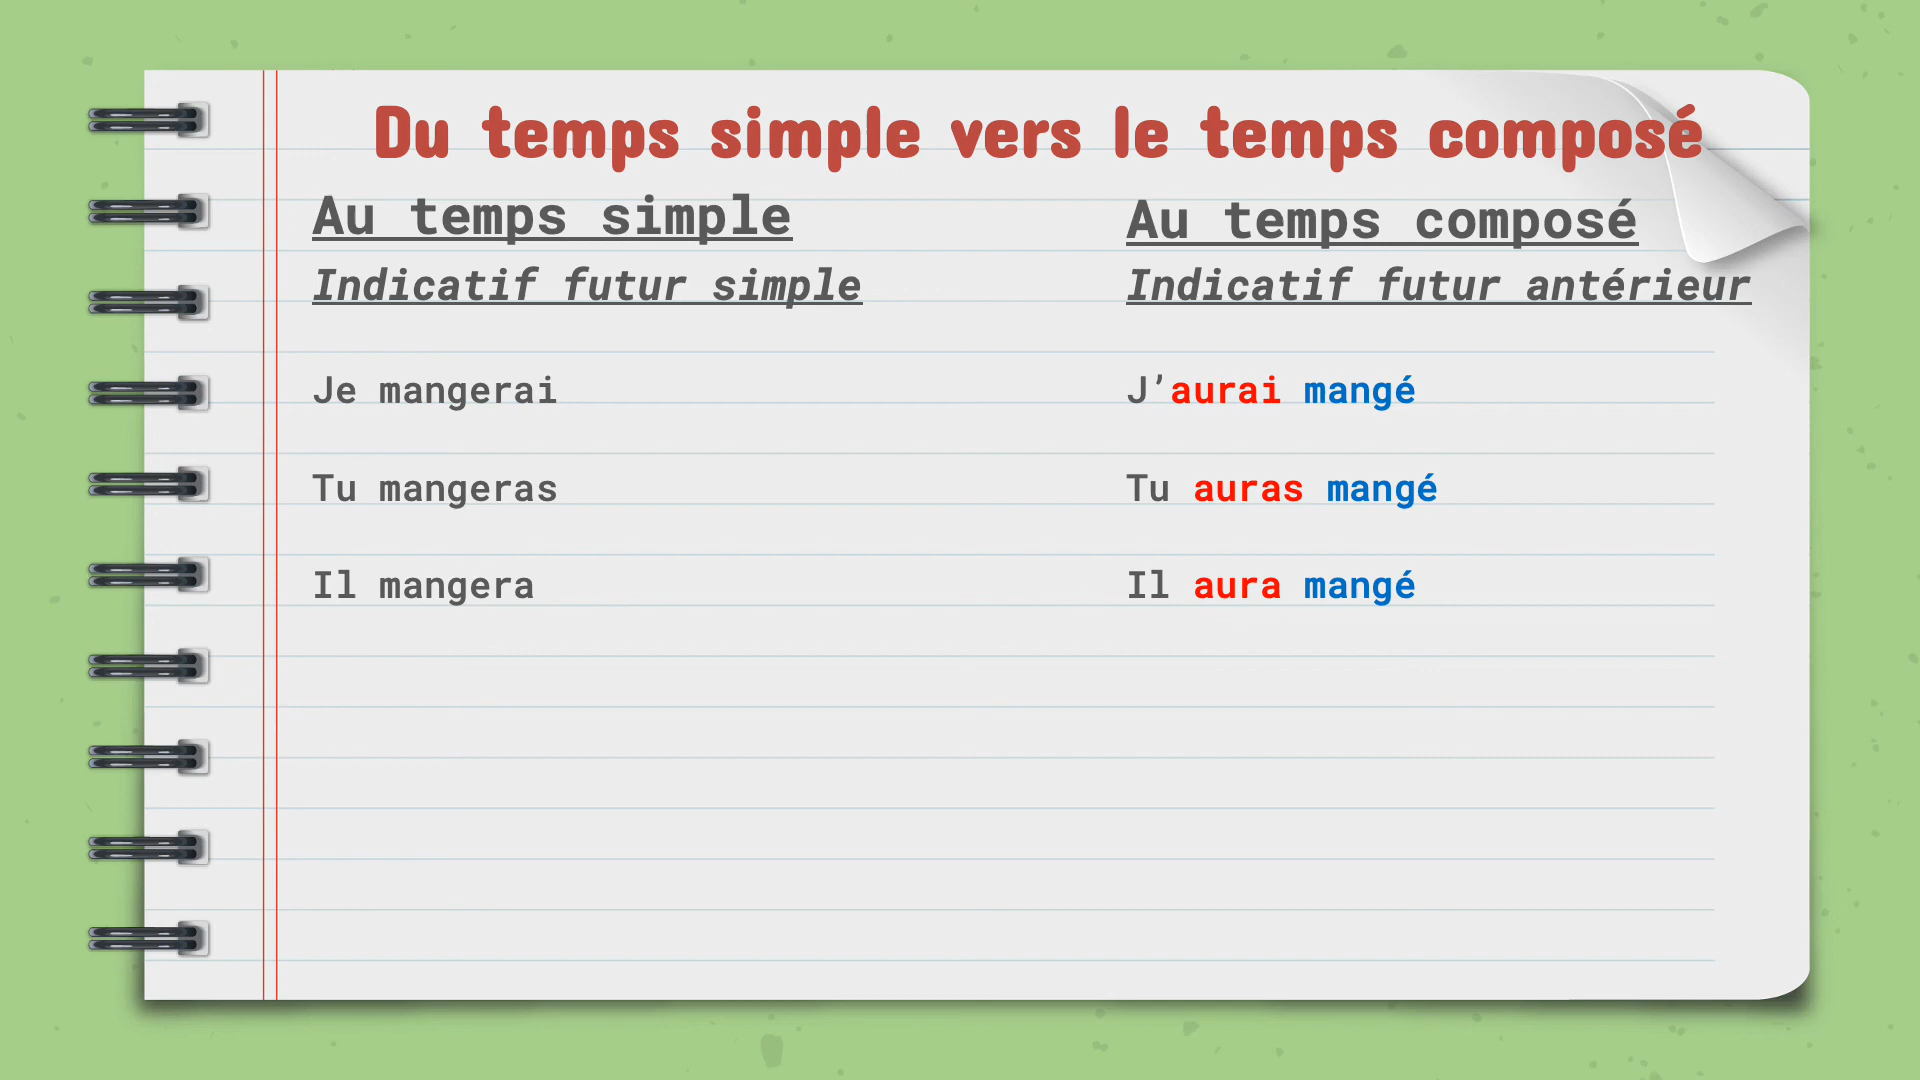 Du temps simple vers le temps composé
Au temps simple
Au temps composé
Indicatif futur simple
Indicatif futur antérieur
Je mangerai
J’aurai mangé
Tu mangeras
Tu auras mangé
Il mangera
Il aura mangé